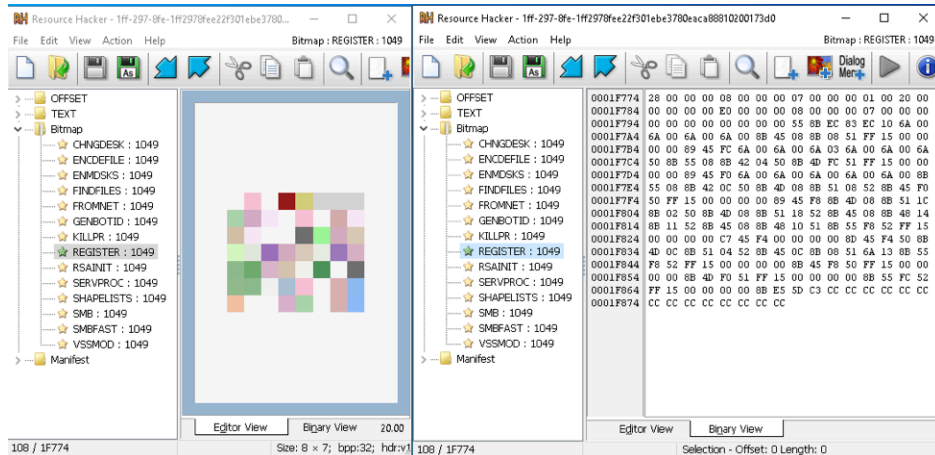 Resource Hacker - 1ff-297-8fe-1ff2978fee22f301ebe3780...
File Edit View Action Help
Bitmap : REGISTER : 1049
As
OFFSET
TEXT
Bitmap
CHNGDESK : 1049
ENCDEFILE : 1049
ENMDSKS : 1049
FINDFILES : 1049
FROMNET : 1049
GENBOTID : 1049
KILLPR : 1049
REGISTER : 1049
RSAINIT : 1049
SERVPROC : 1049
SHAPELISTS : 1049
SMB : 1049
SMBFAST : 1049
VSSMOD : 1049
Manifest
Editor View Binary View 20.00
108 / 1F774 Size: 8 × 7; bpp:32; hdr:v1
Resource Hacker - 1ff-297-8fe-1ff2978fee22f301ebe3780eaca88810200173d0
File Edit View Action Help
Bitmap : REGISTER : 1049
As
Dialog
Men
OFFSET
TEXT
Bitmap
CHNGDESK : 1049
ENCDEFILE : 1049
ENMDSKS : 1049
FINDFILES : 1049
FROMNET : 1049
GENBOTID : 1049
KILLPR : 1049
REGISTER : 1049
RSAINIT : 1049
SERVPROC : 1049
SHAPELISTS : 1049
SMB : 1049
SMBFAST : 1049
VSSMOD : 1049
Manifest
0001F774 28 00 00 00 08 00 00 00 07 00 00 00 01 00 20 00
0001F784 00 00 00 00 E0 00 00 00 08 00 00 00 07 00 00 00
0001F794 00 00 00 00 00 00 00 00 55 8B EC 83 EC 10 6A 00
0001F7A4 6A 00 6A 00 6A 00 8B 45 08 8B 08 51 FF 15 00 00
0001F7B4 00 00 89 45 FC 6A 00 6A 00 6A 03 6A 00 6A 00 6A
0001F7C4 50 8B 55 08 8B 42 04 50 8B 4D FC 51 FF 15 00 00
0001F7D4 00 00 89 45 F0 6A 00 6A 00 6A 00 6A 00 6A 00 8B
0001F7E4 55 08 8B 42 0C 50 8B 4D 08 8B 51 08 52 8B 45 F0
0001F7F4 50 FF 15 00 00 00 00 89 45 F8 8B 4D 08 8B 51 1C
0001F804 8B 02 50 8B 4D 08 8B 51 18 52 8B 45 08 8B 48 14
0001F814 8B 11 52 8B 45 08 8B 48 10 51 8B 55 F8 52 FF 15
0001F824 00 00 00 00 C7 45 F4 00 00 00 00 8D 45 F4 50 8B
0001F834 4D 0C 8B 51 04 52 8B 45 0C 8B 08 51 6A 13 8B 55
0001F844 F8 52 FF 15 00 00 00 00 8B 45 F8 50 FF 15 00 00
0001F854 00 00 8B 4D F0 51 FF 15 00 00 00 00 8B 55 FC 52
0001F864 FF 15 00 00 00 00 8B E5 5D C3 CC CC CC CC CC CC
0001F874 CC CC CC CC CC CC CC CC
Editor View Binary View
108 / 1F774 Selection - Offset: 0 Length: 0